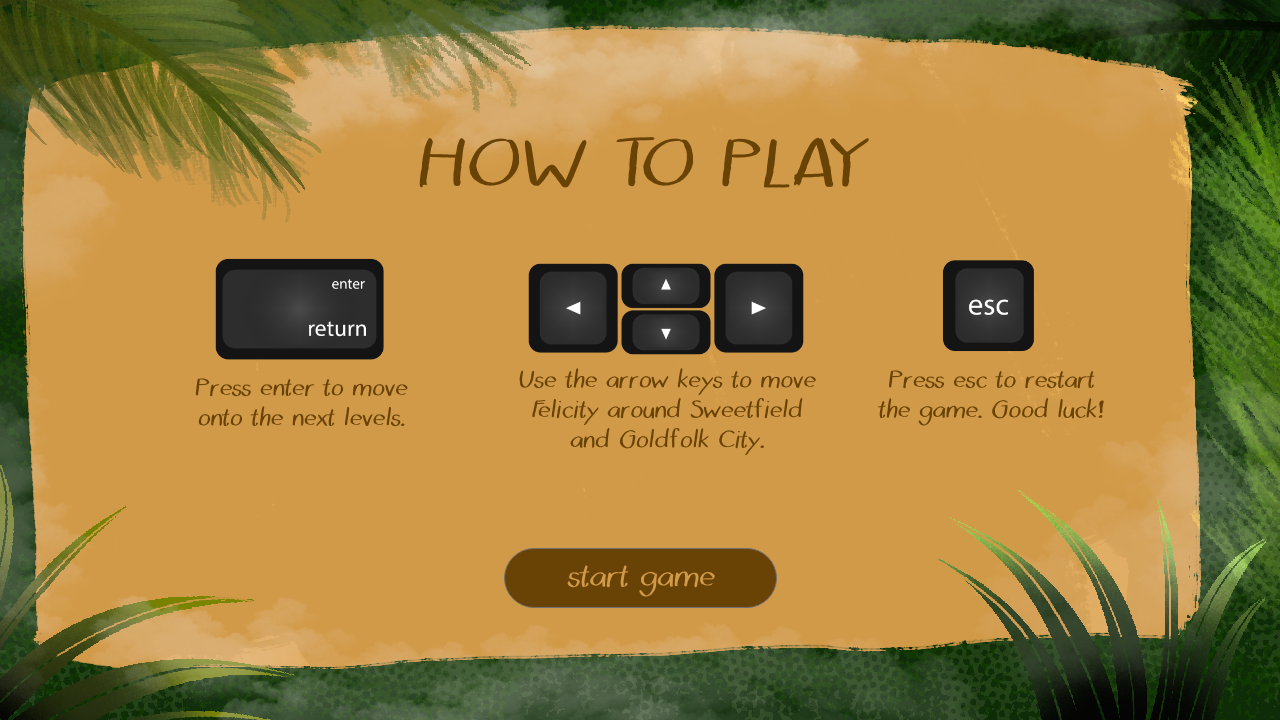 HOW TO PLAY
enter
return
esc
Press enter to move
onto the next levels.
Use the arrow keys to move
Felicity around Sweetfield
and Goldfolk City.
Press esc to restart
the game. Good luck!
start game